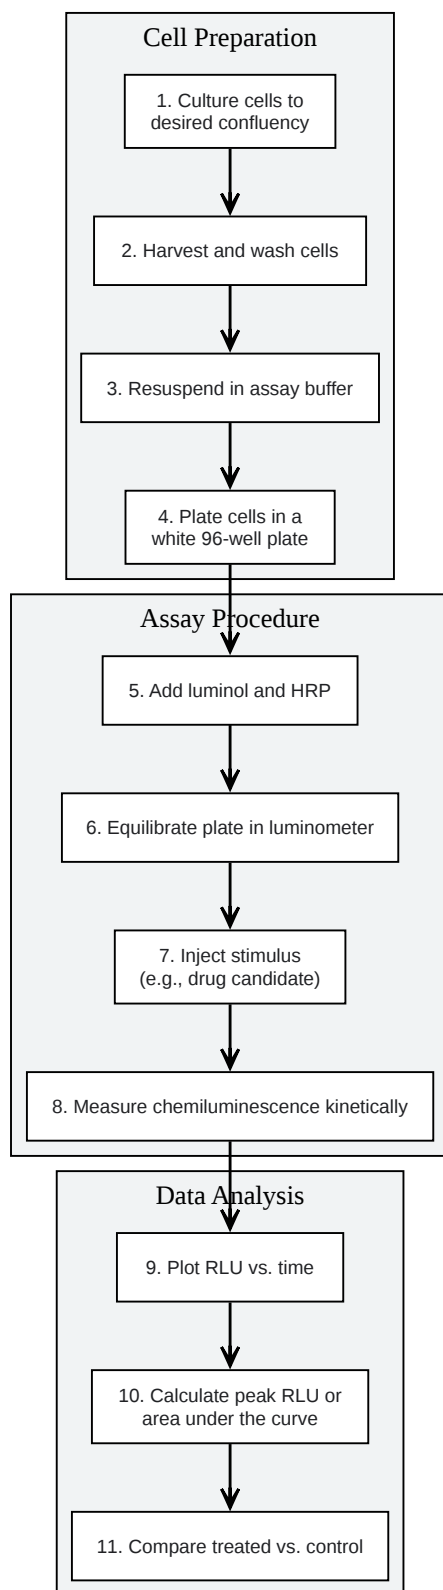 Cell Preparation
1. Culture cells to
desired confluency
2. Harvest and wash cells
3. Resuspend in assay buffer
4. Plate cells in a
white 96-well plate
Assay Procedure
5. Add luminol and HRP
6. Equilibrate plate in luminometer
7. Inject stimulus
(e.g., drug candidate)
8. Measure chemiluminescence kinetically
Data Analysis
9. Plot RLU vs. time
10. Calculate peak RLU or
area under the curve
11. Compare treated vs. control